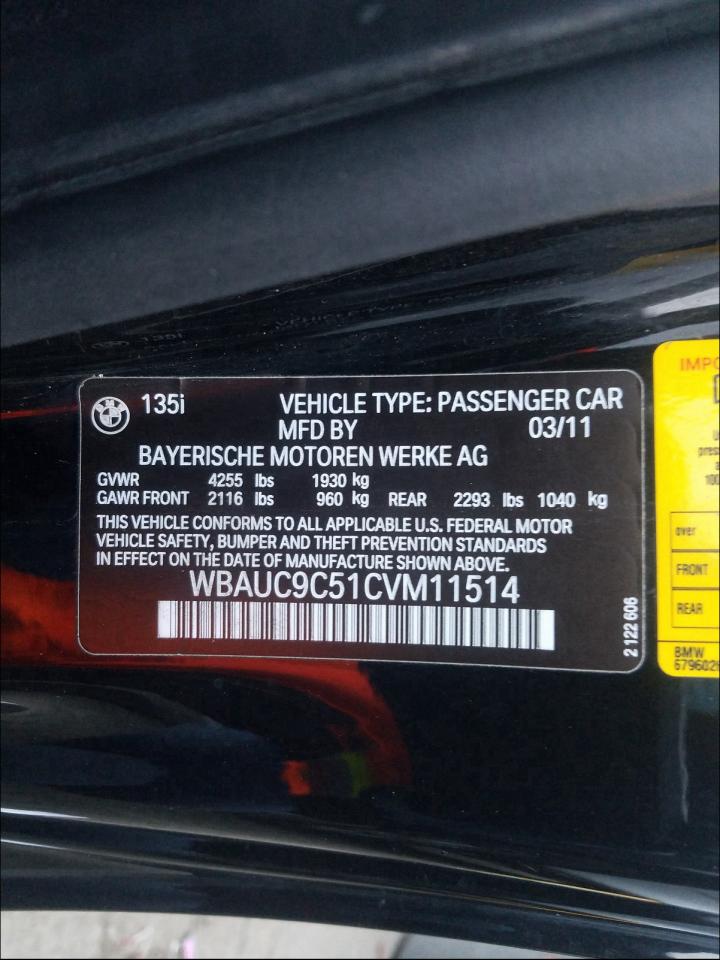 135i VEHICLE TYPE: PASSENGER CAR
MFD BY 03/11
BAYERISCHE MOTOREN WERKE AG
GVWR 4255 lbs 1930 kg
GAWR FRONT 2116 lbs 960 kg REAR 2293 lbs 1040 kg
THIS VEHICLE CONFORMS TO ALL APPLICABLE U.S. FEDERAL MOTOR
VEHICLE SAFETY, BUMPER AND THEFT PREVENTION STANDARDS
IN EFFECT ON THE DATE OF MANUFACTURE SHOWN ABOVE.
WBAUC9C51CVM11514
2 122 606
over
FRONT
REAR
BMW